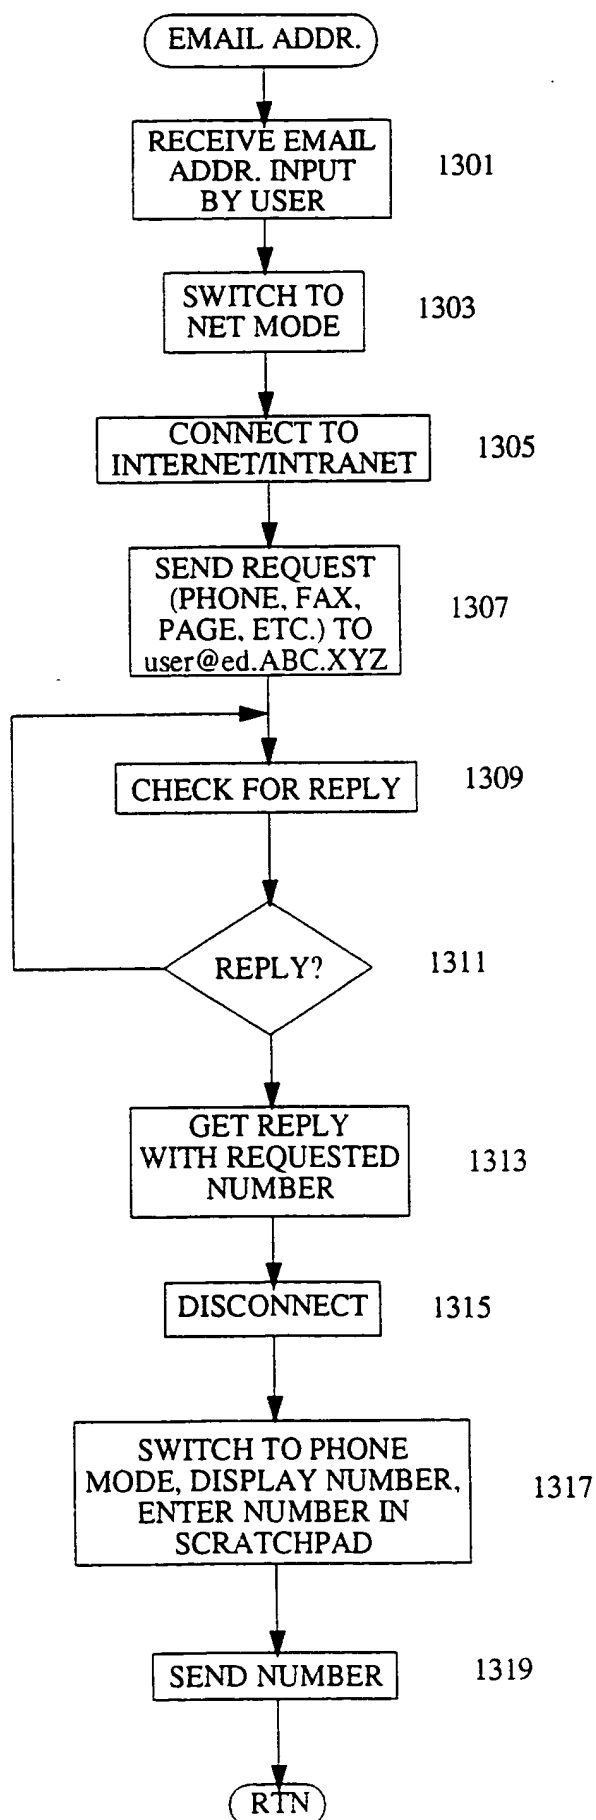 EMAIL ADDR.
RECEIVE EMAIL
ADDR. INPUT
BY USER
1301
SWITCH TO
NET MODE
1303
CONNECT TO
INTERNET/INTRANET
1305
SEND REQUEST
(PHONE, FAX,
PAGE, ETC.) TO
user@ed.ABC.XYZ
1307
CHECK FOR REPLY
1309
REPLY?
1311
GET REPLY
WITH REQUESTED
NUMBER
1313
DISCONNECT
1315
SWITCH TO PHONE
MODE, DISPLAY NUMBER,
ENTER NUMBER IN
SCRATCHPAD
1317
SEND NUMBER
1319
RTN